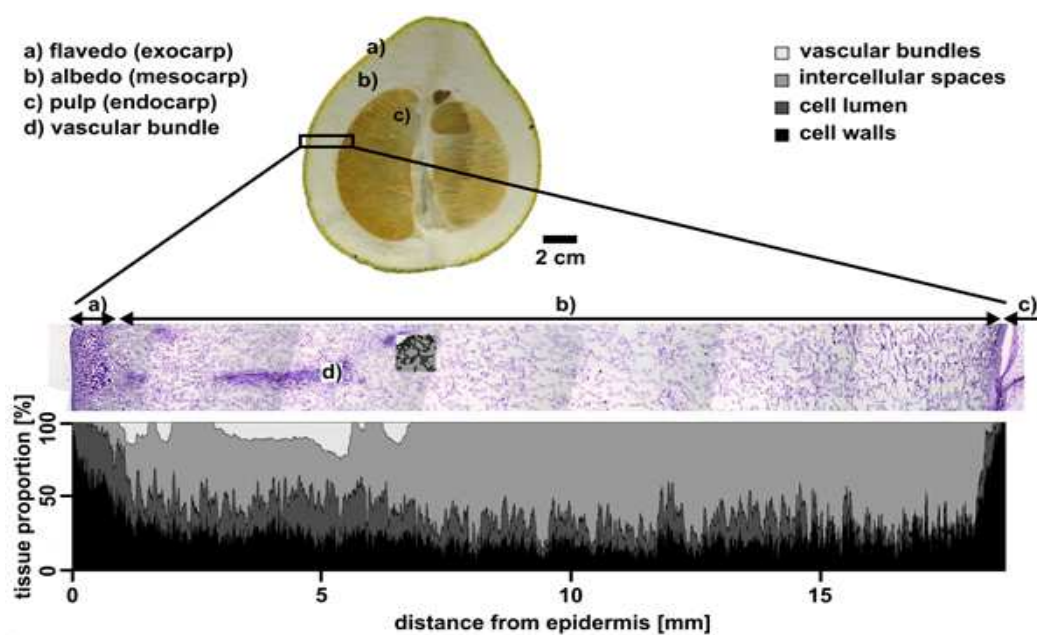 a) flavedo (exocarp)
b) albedo (mesocarp)
c) pulp (endocarp)
d) vascular bundle
a)
b)
c)
vascular bundles
intercellular spaces
cell lumen
cell walls
2 cm
a)
b)
c)
d)
tissue proportion [%]
100
50
0
0
5
10
15
distance from epidermis [mm]